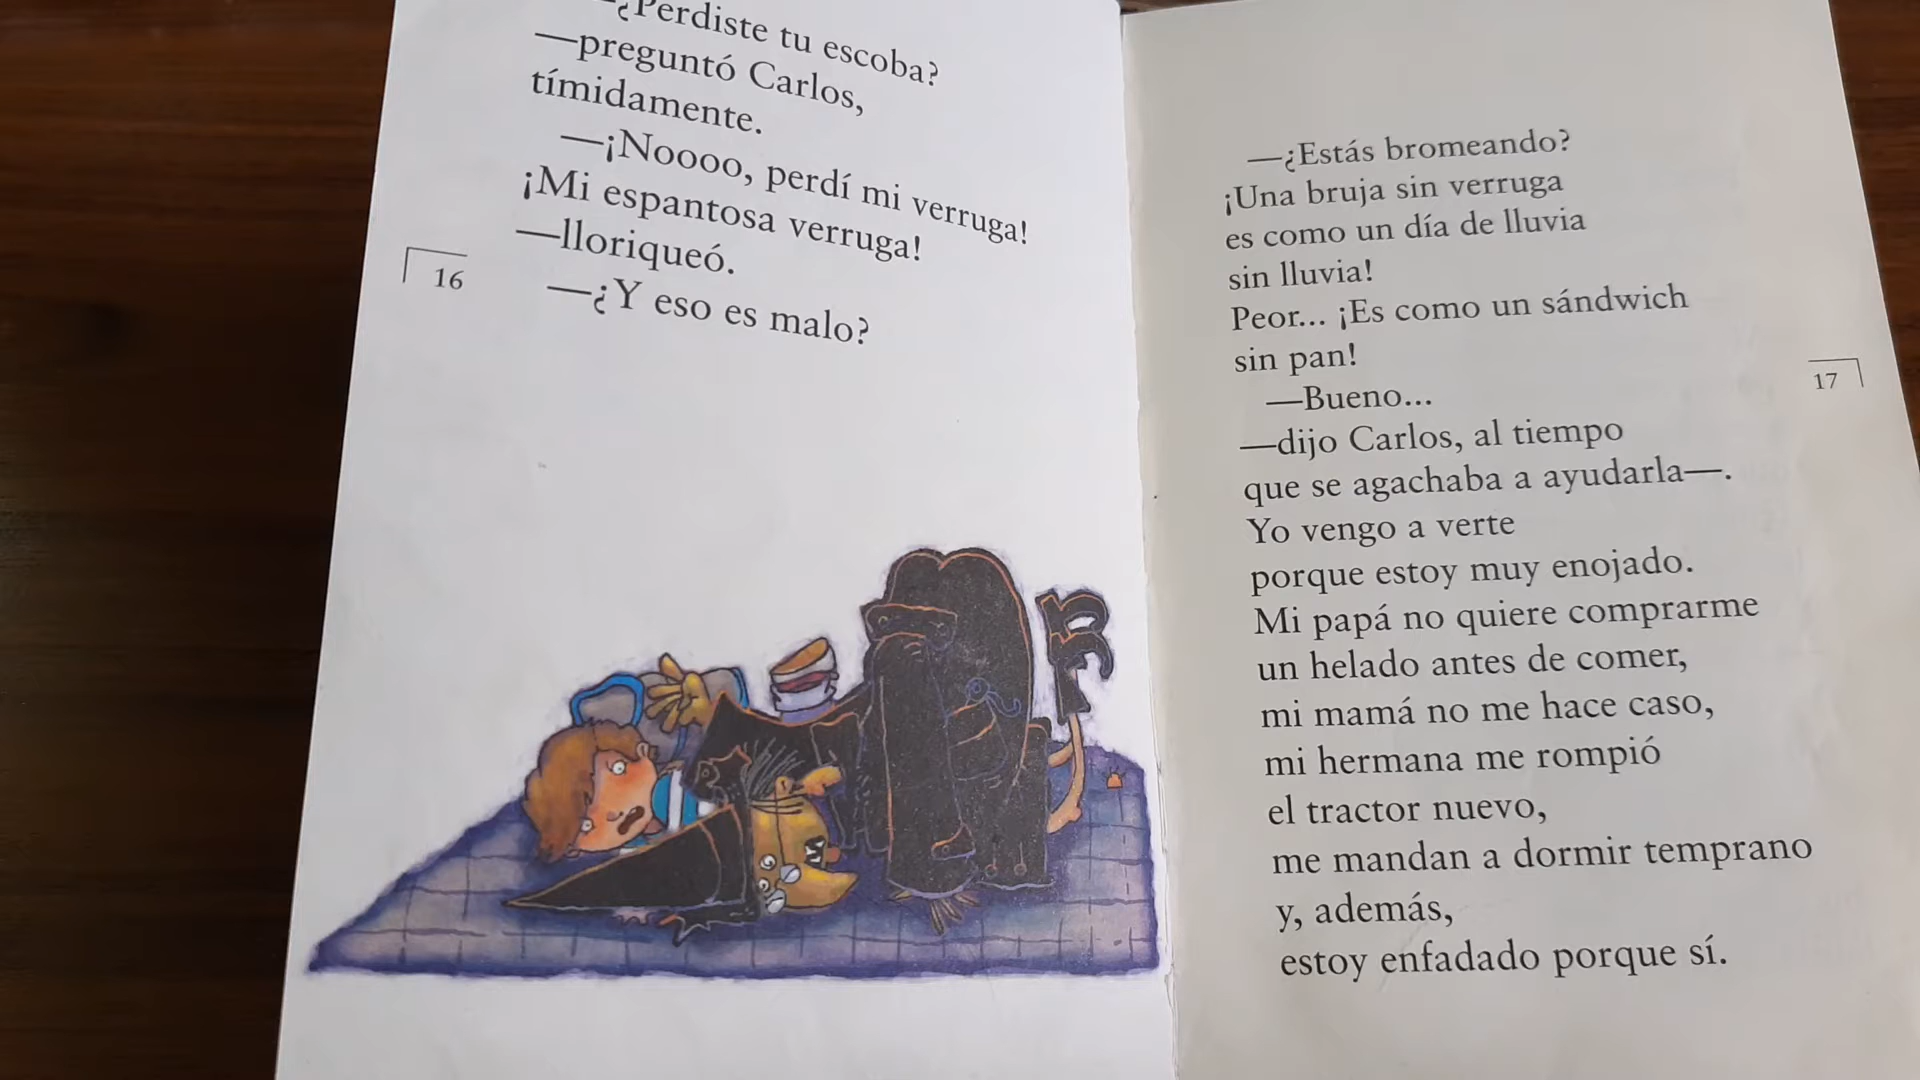 —¿Perdiste tu escoba?
—preguntó Carlos,
tímidamente.
—¡Noooo, perdí mi verruga!
¡Mi espantosa verruga!
—lloriqueó.
—¿Y eso es malo?
16
—¿Estás bromeando?
¡Una bruja sin verruga
es como un día de lluvia
sin lluvia!
Peor... ¡Es como un sándwich
sin pan!
—Bueno...
—dijo Carlos, al tiempo
que se agachaba a ayudarla—.
Yo vengo a verte
porque estoy muy enojado.
Mi papá no quiere comprarme
un helado antes de comer,
mi mamá no me hace caso,
mi hermana me rompió
el tractor nuevo,
me mandan a dormir temprano
y, además,
estoy enfadado porque sí.
17